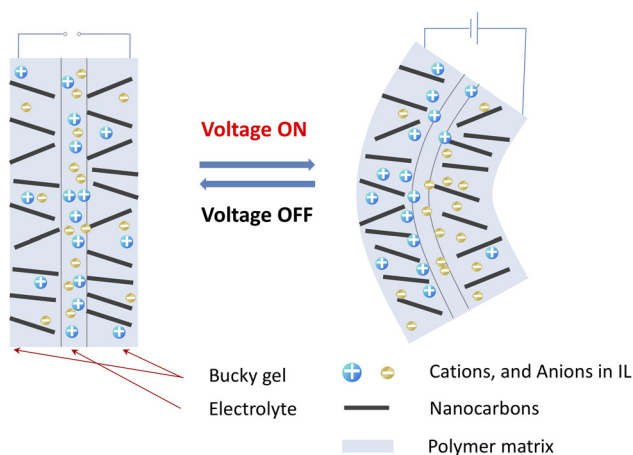 Voltage ON
Voltage OFF
Bucky gel
Electrolyte
Cations, and Anions in IL
Nanocarbons
Polymer matrix